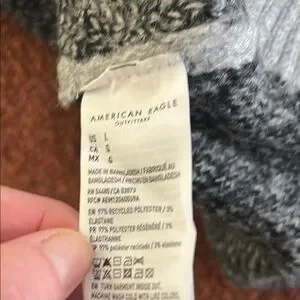 AMERICAN EAGLE
OUTFITTERS
US L
CA
MX G
MADE IN BANGLADESH / FABRIQUÉ AU
BANGLADESH / HECHO EN BANGLADESH
RN 54485 / CA 03973
EN 97% RECYCLED POLYESTER / 3%
ELASTANE
FR 97% POLYESTER RÉGÉNÉRÉ / 3%
ÉLASTHANNE
97% poliéster reciclado / 3% elastano
EN TURN GARMENT INSIDE OUT,
MACHINE WASH COLD WITH LIKE COLORS,